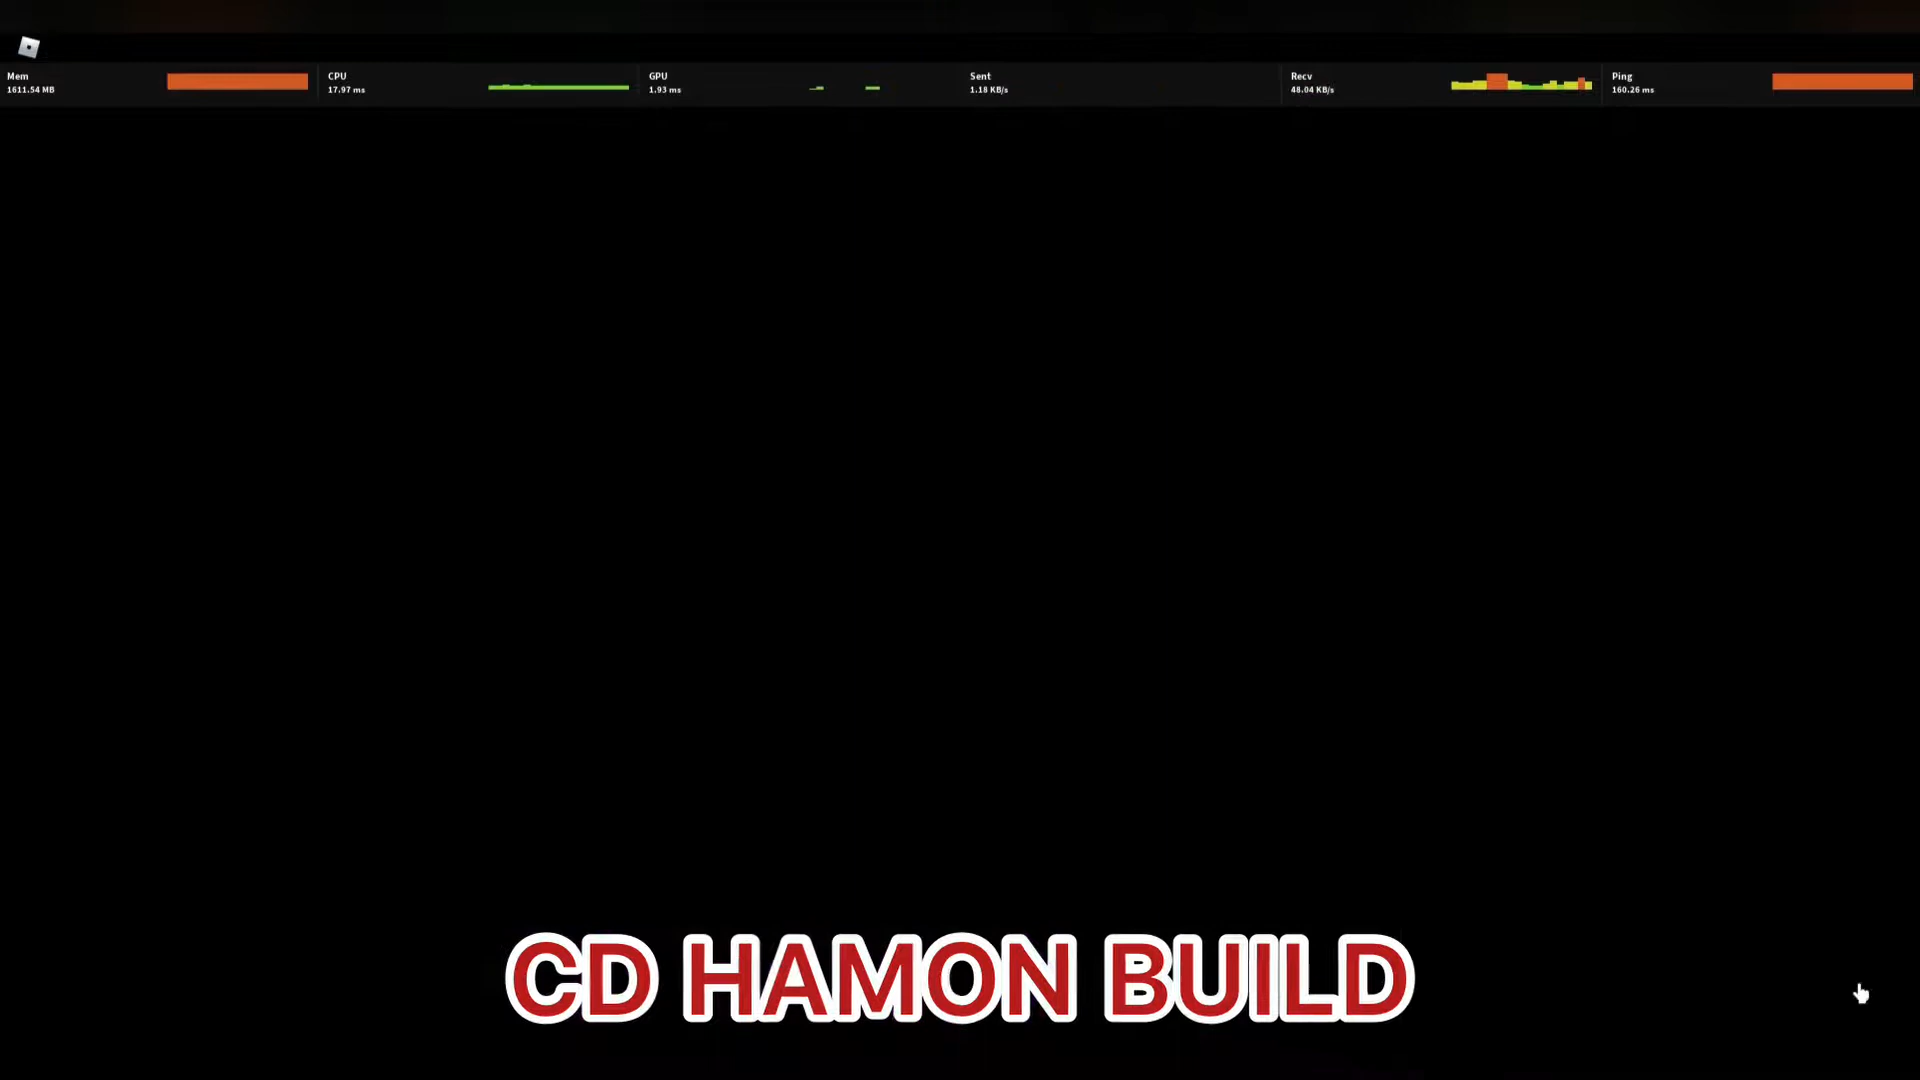 Mem CPU GPU Sent Recv Ping
1611.54 MB 17.97 ms 1.93 ms 1.18 KB/s 48.04 KB/s 160.26 ms
CD HAMON BUILD